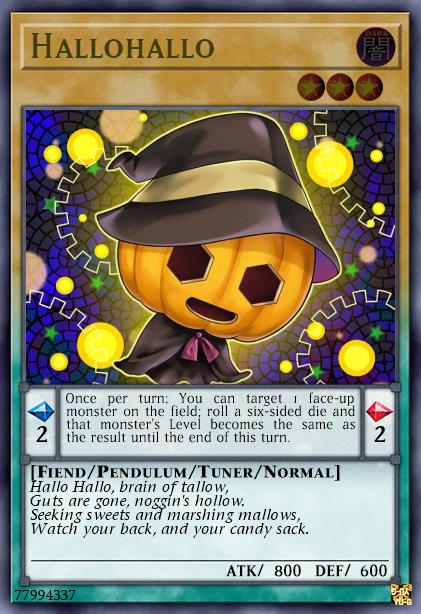 Hallohallo
DARK
闇
Once per turn: You can target 1 face-up
monster on the field; roll a six-sided die and
that monster's Level becomes the same as
the result until the end of this turn.
2
2
[Fiend/Pendulum/Tuner/Normal]
Hallo Hallo, brain of tallow,
Guts are gone, noggin's hollow.
Seeking sweets and marshing mallows,
Watch your back, and your candy sack.
ATK/ 800 DEF/ 600
77994337